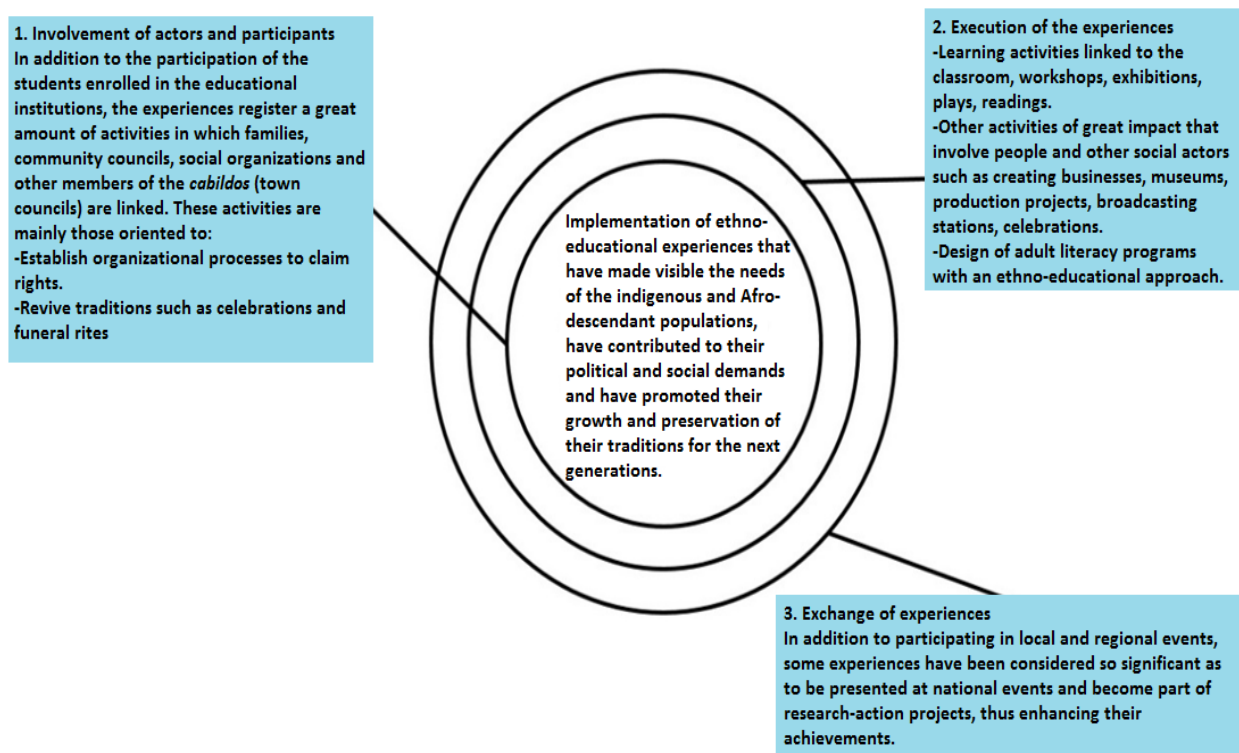 1. Involvement of actors and participants
In addition to the participation of the
students enrolled in the educational
institutions, the experiences register a great
amount of activities in which families,
community councils, social organizations and
other members of the cabildos (town
councils) are linked. These activities are
mainly those oriented to:
-Establish organizational processes to claim
rights.
-Revive traditions such as celebrations and
funeral rites
2. Execution of the experiences
-Learning activities linked to the
classroom, workshops, exhibitions,
plays, readings.
-Other activities of great impact that
involve people and other social actors
such as creating businesses, museums,
production projects, broadcasting
stations, celebrations.
-Design of adult literacy programs
with an ethno-educational approach.
Implementation of ethno-
educational experiences that
have made visible the needs
of the indigenous and Afro-
descendant populations,
have contributed to their
political and social demands
and have promoted their
growth and preservation of
their traditions for the next
generations.
3. Exchange of experiences
In addition to participating in local and regional events,
some experiences have been considered so significant as
to be presented at national events and become part of
research-action projects, thus enhancing their
achievements.